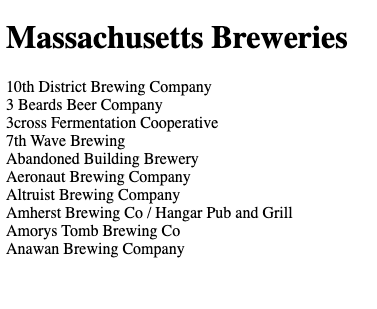 Massachusetts Breweries
10th District Brewing Company
3 Beards Beer Company
3cross Fermentation Cooperative
7th Wave Brewing
Abandoned Building Brewery
Aeronaut Brewing Company
Altruist Brewing Company
Amherst Brewing Co / Hangar Pub and Grill
Amorys Tomb Brewing Co
Anawan Brewing Company